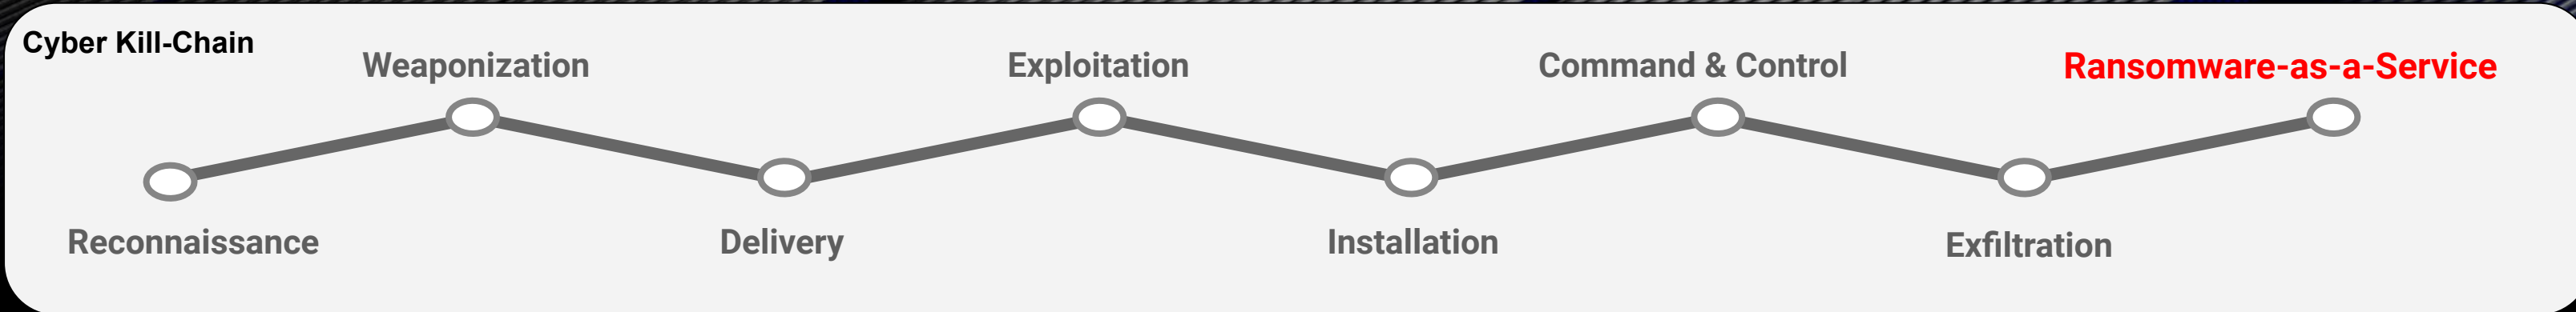 Cyber Kill-Chain
Weaponization
Exploitation
Command & Control
Ransomware-as-a-Service
Reconnaissance
Delivery
Installation
Exfiltration